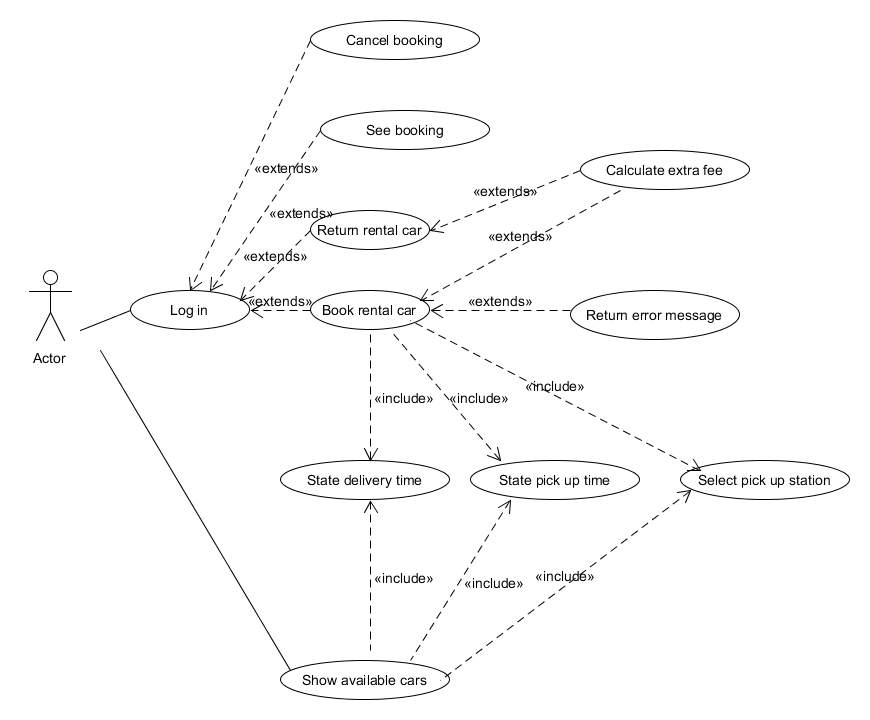 Cancel booking
See booking
«extends»
Calculate extra fee
«extends»
«extends»
Return rental car
«extends»
«extends»
Log in
«extends»
Book rental car
«extends»
Return error message
Actor
«include»
«include»
«include»
State delivery time
State pick up time
Select pick up station
«include»
«include»
«include»
Show available cars